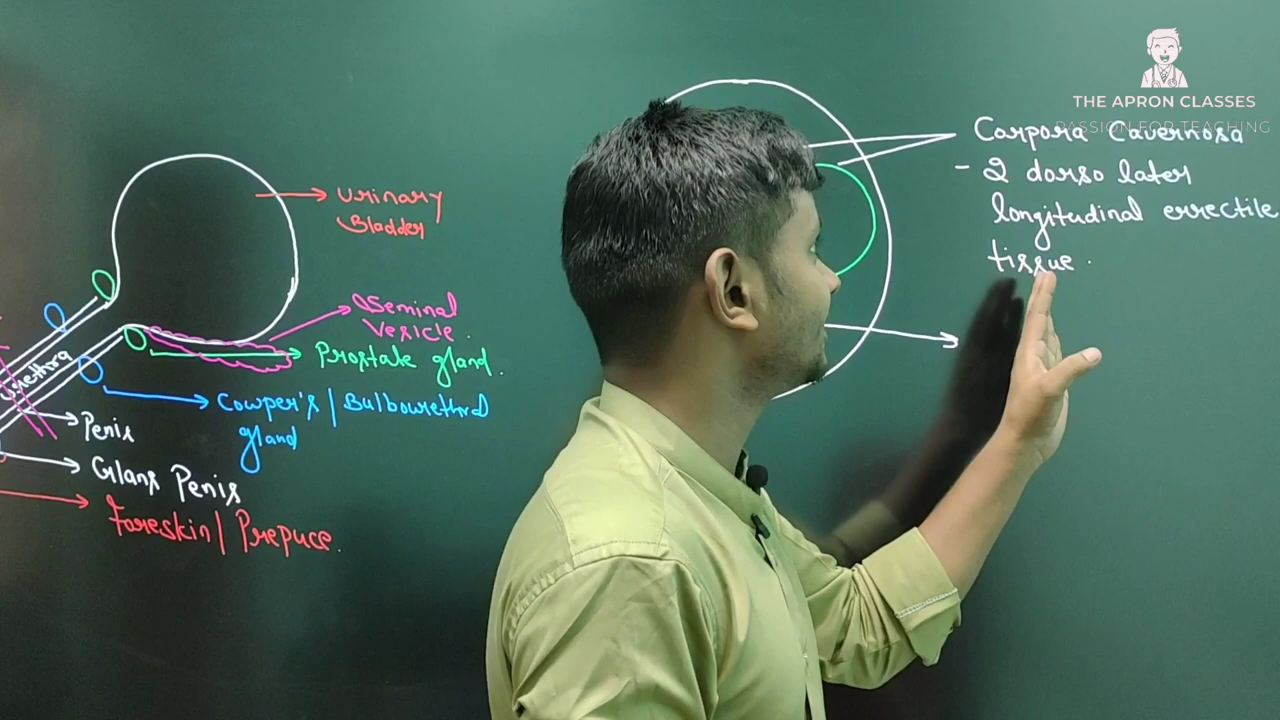 Urinary
Bladder
Seminal
Vesicle.
Prostate gland.
Cowper's / Bulbourethral
gland
Urethra
Penis
Glans Penis
Foreskin / Prepuce.
THE APRON CLASSES
PASSION FOR TEACHING
Corpora Cavernosa
- 2 dorso later
longitudinal errectile
tissue.